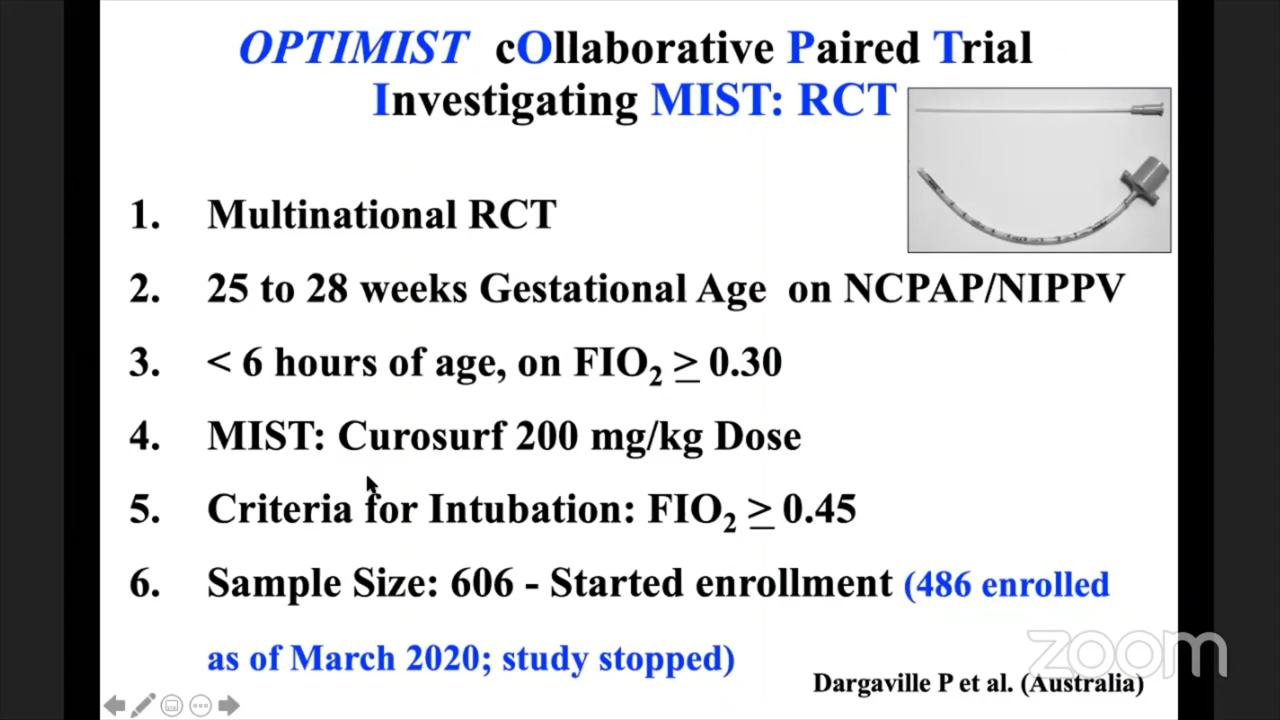 OPTIMIST cOllaborative Paired Trial
Investigating MIST: RCT
1. Multinational RCT
2. 25 to 28 weeks Gestational Age on NCPAP/NIPPV
3. < 6 hours of age, on FIO₂ ≥ 0.30
4. MIST: Curosurf 200 mg/kg Dose
5. Criteria for Intubation: FIO₂ ≥ 0.45
6. Sample Size: 606 - Started enrollment (486 enrolled
as of March 2020; study stopped)
Dargaville P et al. (Australia)
zoom